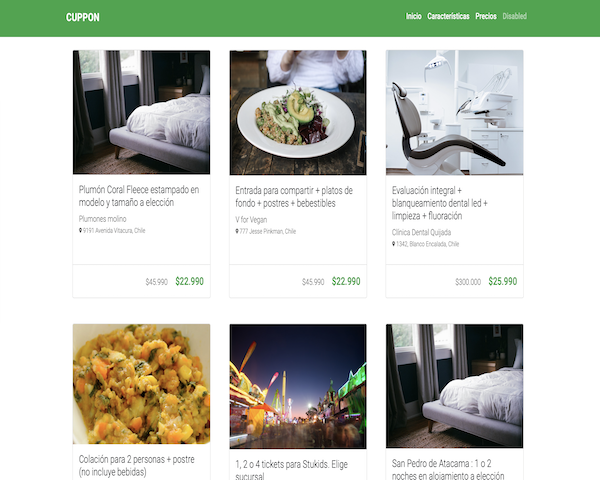 CUPPON
Inicio Características Precios Disabled
Plumón Coral Fleece estampado en
modelo y tamaño a elección
Plumones molino
9191 Avenida Vitacura, Chile
$45.990 $22.990
Entrada para compartir + platos de
fondo + postres + bebestibles
V for Vegan
777 Jesse Pinkman, Chile
$45.990 $22.990
Evaluación integral +
blanqueamiento dental led +
limpieza + fluoración
Clínica Dental Quijada
1342, Blanco Encalada, Chile
$300.000 $25.990
Colación para 2 personas + postre
(no incluye bebidas)
1, 2 o 4 tickets para Stukids. Elige
sucursal
San Pedro de Atacama : 1 o 2
noches en alojamiento a elección